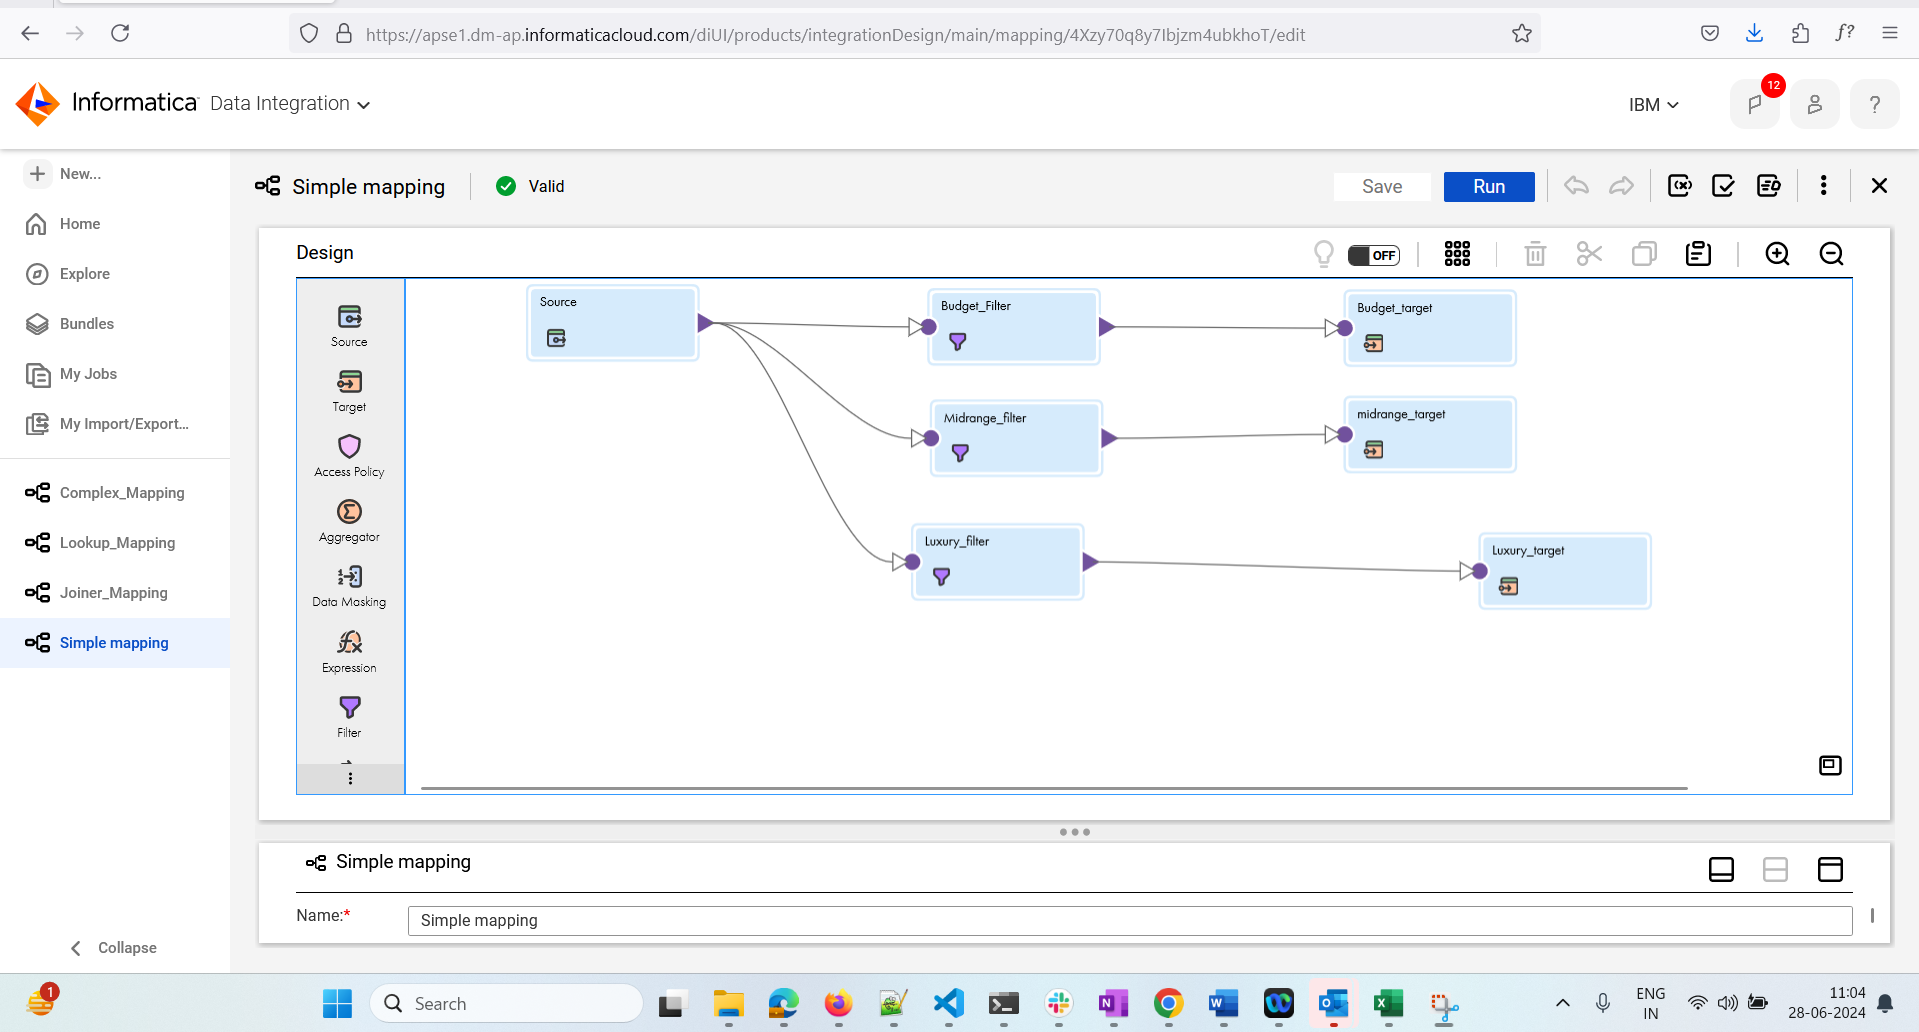 https://apse1.dm-ap.informaticacloud.com/diUI/products/integrationDesign/main/mapping/4Xzy70q8y7Ibjzm4ubkhoT/edit
f?
Informatica Data Integration
IBM
12
?
New...
Home
Explore
Bundles
My Jobs
My Import/Export...
Complex_Mapping
Lookup_Mapping
Joiner_Mapping
Simple mapping
Collapse
Simple mapping
Valid
Save
Run
Design
OFF
Source
Target
Access Policy
Aggregator
Data Masking
Expression
Filter
Source
Budget_Filter
Budget_target
Midrange_filter
midrange_target
Luxury_filter
Luxury_target
Simple mapping
Name:*
Simple mapping
1
Search
ENG
IN
11:04
28-06-2024